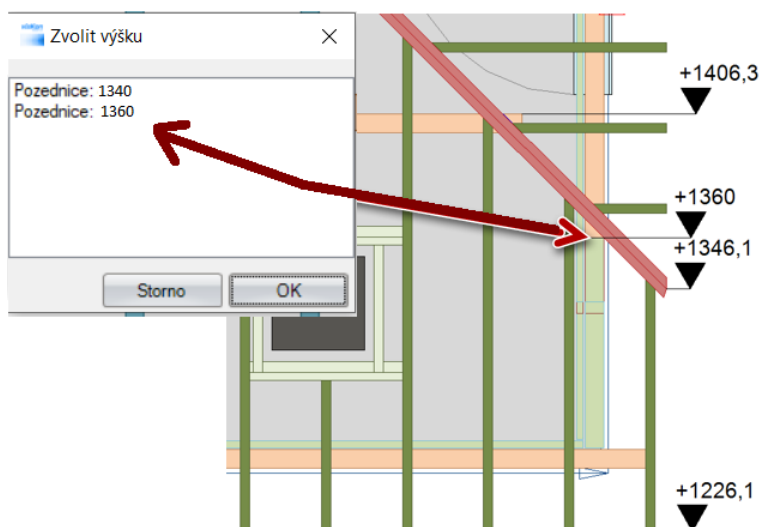 Zvolit výšku
Pozednice: 1340
Pozednice: 1360
Storno
OK
+1406,3
+1360
+1346,1
+1226,1